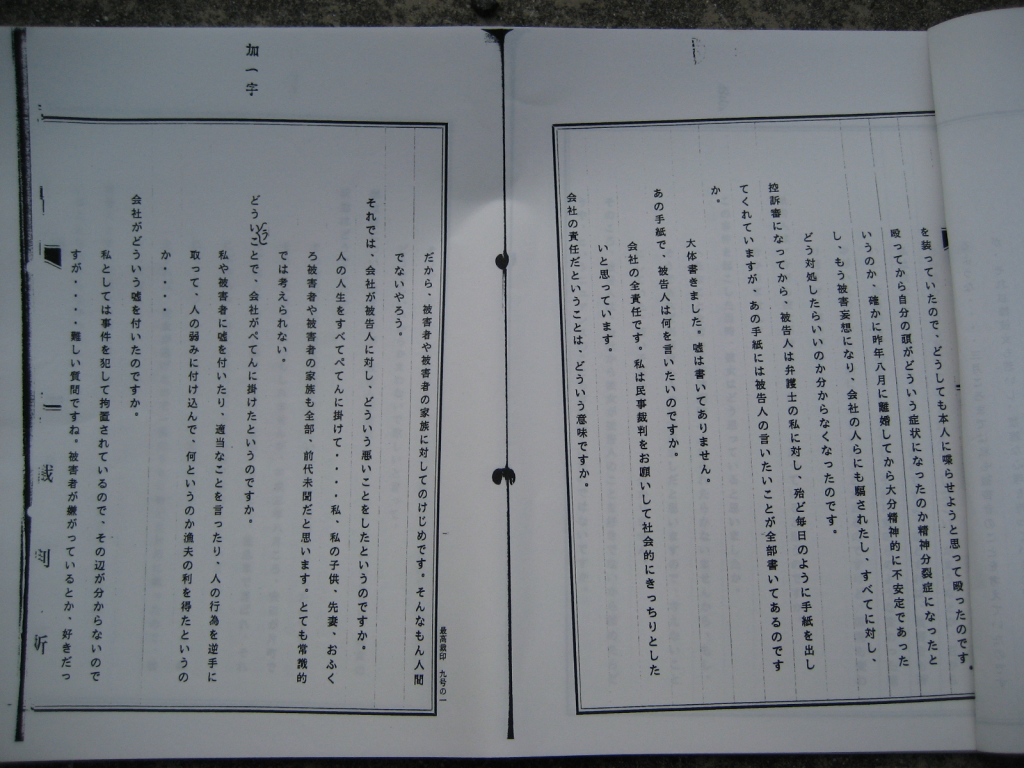 を装っていたので、どうしても本人に喋らせようと思って殴ったのです。
殴ってから自分の頭がどういう症状になったのか精神分裂症になったと
いうのか、確かに昨年八月に離婚してから大分精神的に不安定であった
し、もう被害妄想になり、会社の人らにも騙されたし、すべてに対し、
どう対処したらいいのか分からなくなったのです。
控訴審になってから、被告人は弁護士の私に対し、殆ど毎日のように手紙を出し
てくれていますが、あの手紙には被告人の言いたいことが全部書いてあるのです
か。
大体書きました。嘘は書いてありません。
あの手紙で、被告人は何を言いたいのですか。
会社の全責任です。私は民事裁判をお願いして社会的にきっちりとした
いと思っています。
会社の責任だということは、どういう意味ですか。
だから、被害者や被害者の家族に対してのけじめです。そんなもん人間
でないやろう。
それでは、会社が被告人に対し、どういう悪いことをしたというのですか。
人の人生をすべてぺてんに掛けて・・・・私、私の子供、先妻、おふく
ろ被害者や被害者の家族も全部、前代未聞だと思います。とても常識的
では考えられない。
どういうことで、会社がぺてんに掛けたというのですか。
私や被害者に嘘を付いたり、適当なことを言ったり、人の行為を逆手に
取って、人の弱みに付け込んで、何というのか漁夫の利を得たというの
か・・・・
会社がどういう嘘を付いたのですか。
私としては事件を犯して拘置されているので、その辺が分からないので
すが・・・・難しい質問ですね。被害者が嫌がっているとか、好きだっ
加一字
最高裁印 九号の一
裁判所